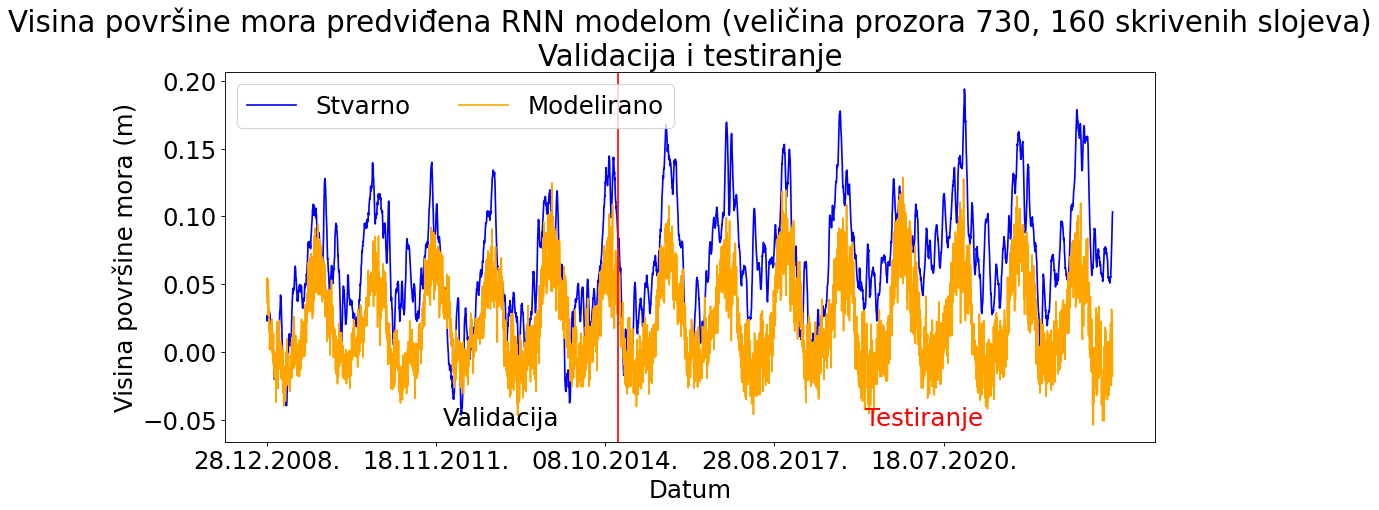 Visina površine mora predviđena RNN modelom (veličina prozora 730, 160 skrivenih slojeva)
Validacija i testiranje
Stvarno
Modelirano
Visina površine mora (m)
0.20
0.15
0.10
0.05
0.00
−0.05
Validacija
Testiranje
28.12.2008.
18.11.2011.
08.10.2014.
28.08.2017.
18.07.2020.
Datum